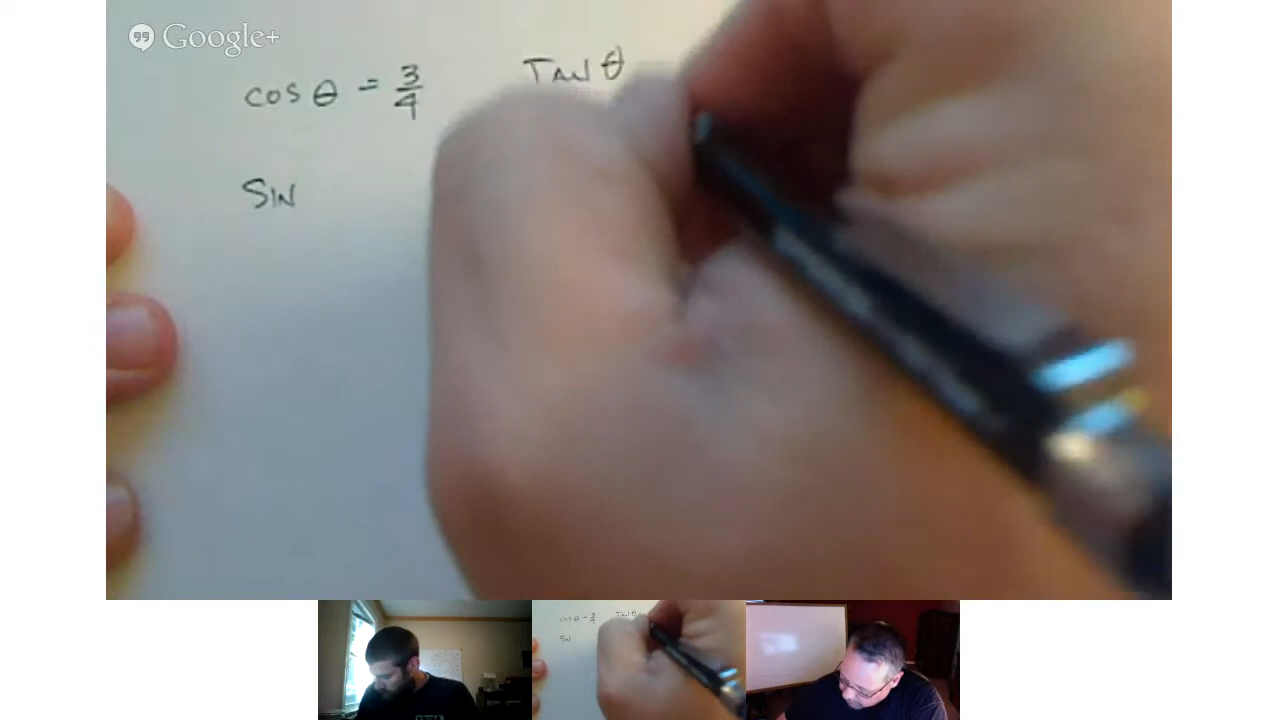 Google+
cos θ = 3/4
TAN θ
SIN